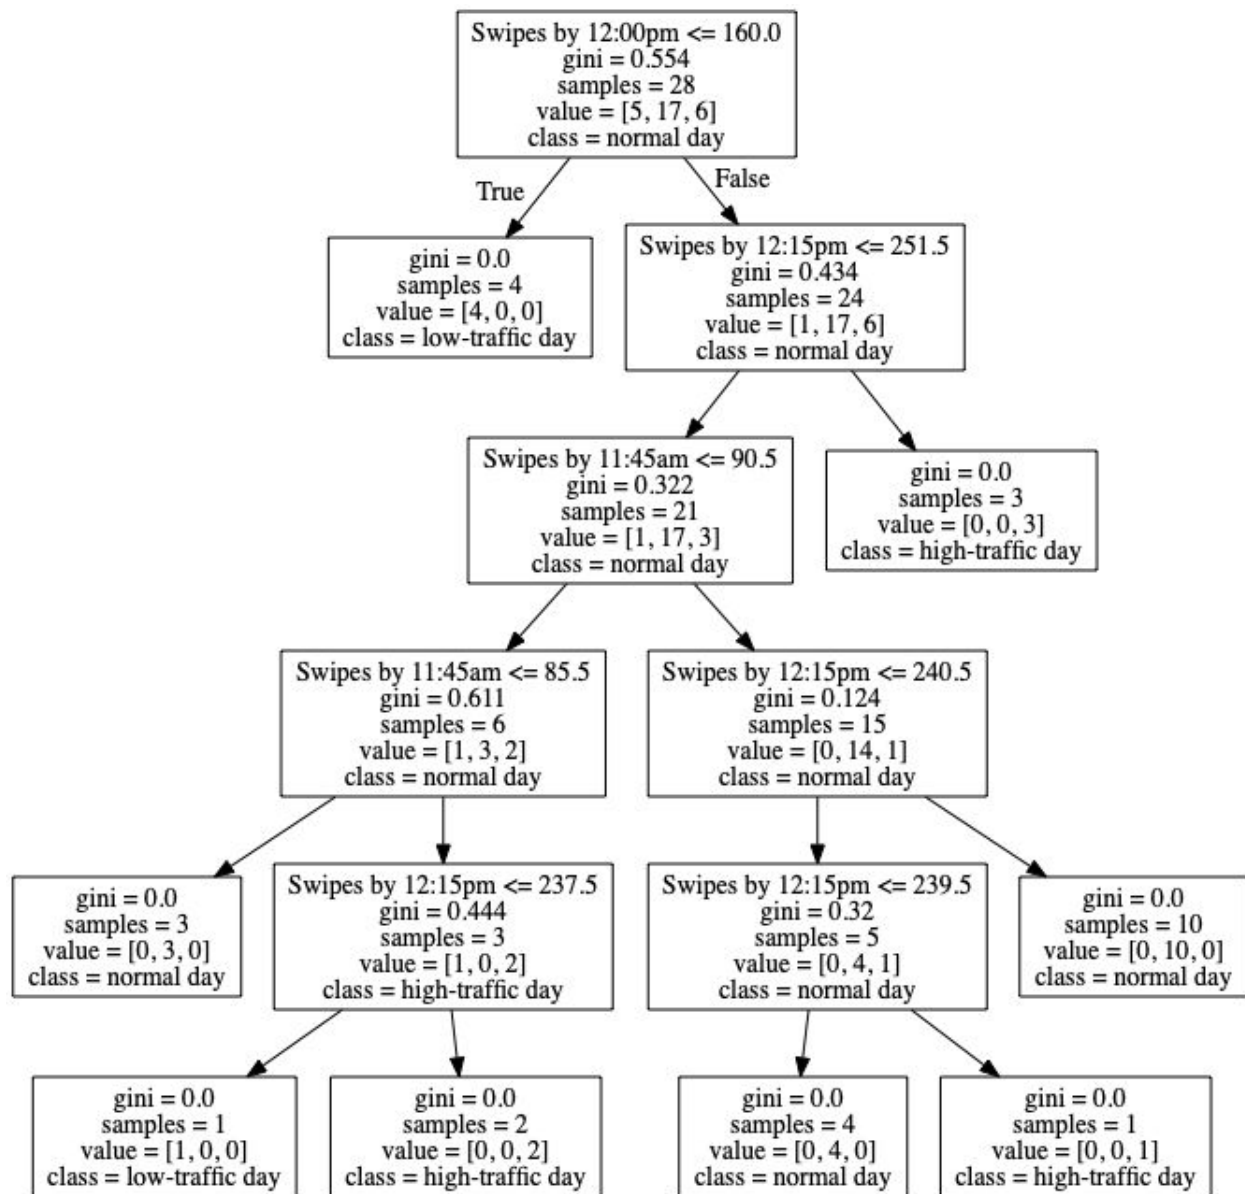 Swipes by 12:00pm <= 160.0
gini = 0.554
samples = 28
value = [5, 17, 6]
class = normal day
True
False
gini = 0.0
samples = 4
value = [4, 0, 0]
class = low-traffic day
Swipes by 12:15pm <= 251.5
gini = 0.434
samples = 24
value = [1, 17, 6]
class = normal day
Swipes by 11:45am <= 90.5
gini = 0.322
samples = 21
value = [1, 17, 3]
class = normal day
gini = 0.0
samples = 3
value = [0, 0, 3]
class = high-traffic day
Swipes by 11:45am <= 85.5
gini = 0.611
samples = 6
value = [1, 3, 2]
class = normal day
Swipes by 12:15pm <= 240.5
gini = 0.124
samples = 15
value = [0, 14, 1]
class = normal day
gini = 0.0
samples = 3
value = [0, 3, 0]
class = normal day
Swipes by 12:15pm <= 237.5
gini = 0.444
samples = 3
value = [1, 0, 2]
class = high-traffic day
Swipes by 12:15pm <= 239.5
gini = 0.32
samples = 5
value = [0, 4, 1]
class = normal day
gini = 0.0
samples = 10
value = [0, 10, 0]
class = normal day
gini = 0.0
samples = 1
value = [1, 0, 0]
class = low-traffic day
gini = 0.0
samples = 2
value = [0, 0, 2]
class = high-traffic day
gini = 0.0
samples = 4
value = [0, 4, 0]
class = normal day
gini = 0.0
samples = 1
value = [0, 0, 1]
class = high-traffic day